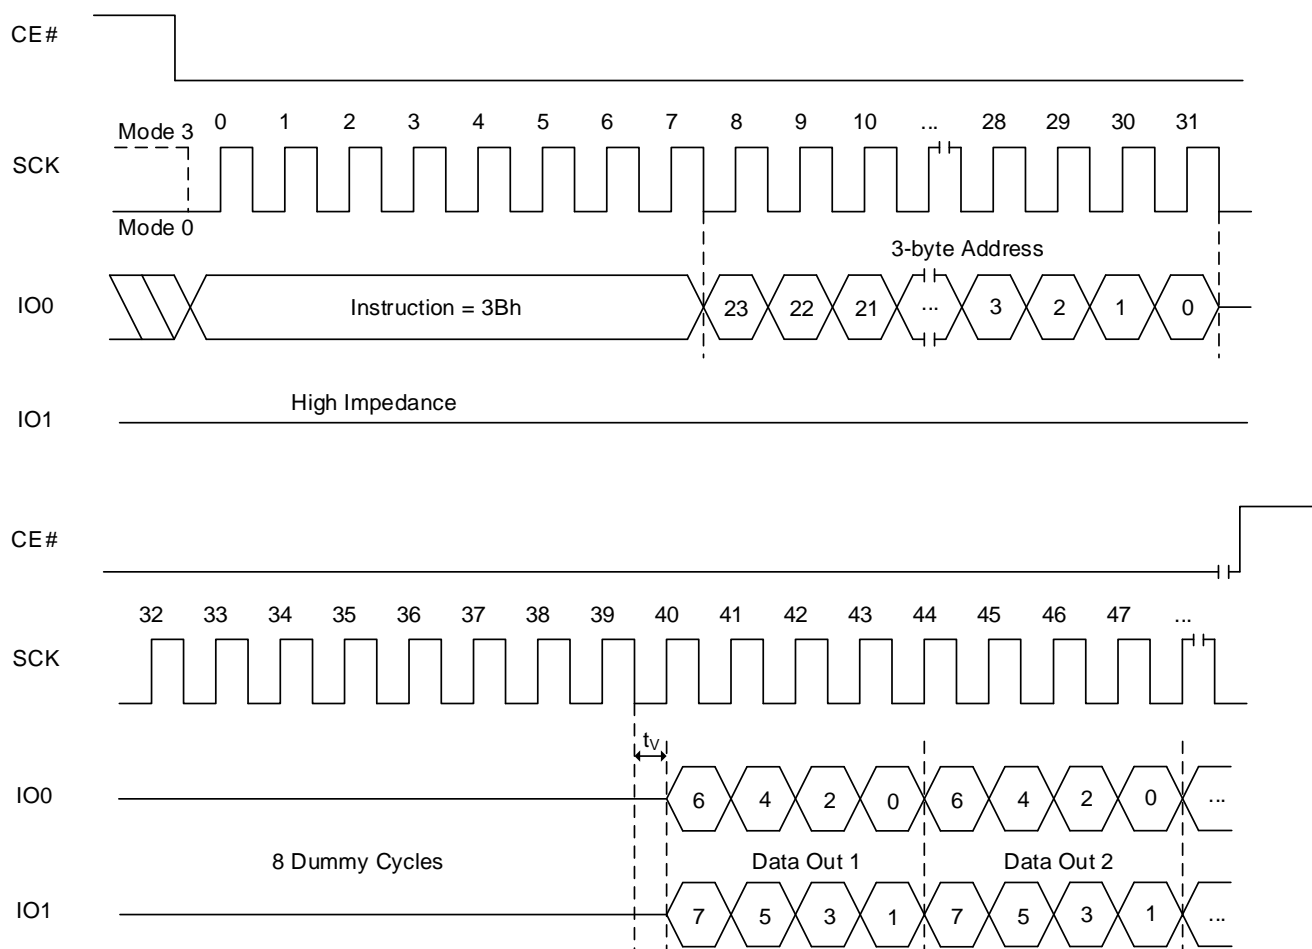 CE#
Mode 3
0 1 2 3 4 5 6 7 8 9 10 ... 28 29 30 31
SCK
Mode 0
3-byte Address
IO0
Instruction = 3Bh
23 22 21 ... 3 2 1 0
High Impedance
IO1
CE#
32 33 34 35 36 37 38 39 40 41 42 43 44 45 46 47 ...
SCK
tV
IO0
6 4 2 0 6 4 2 0 ...
8 Dummy Cycles
Data Out 1
Data Out 2
IO1
7 5 3 1 7 5 3 1 ...